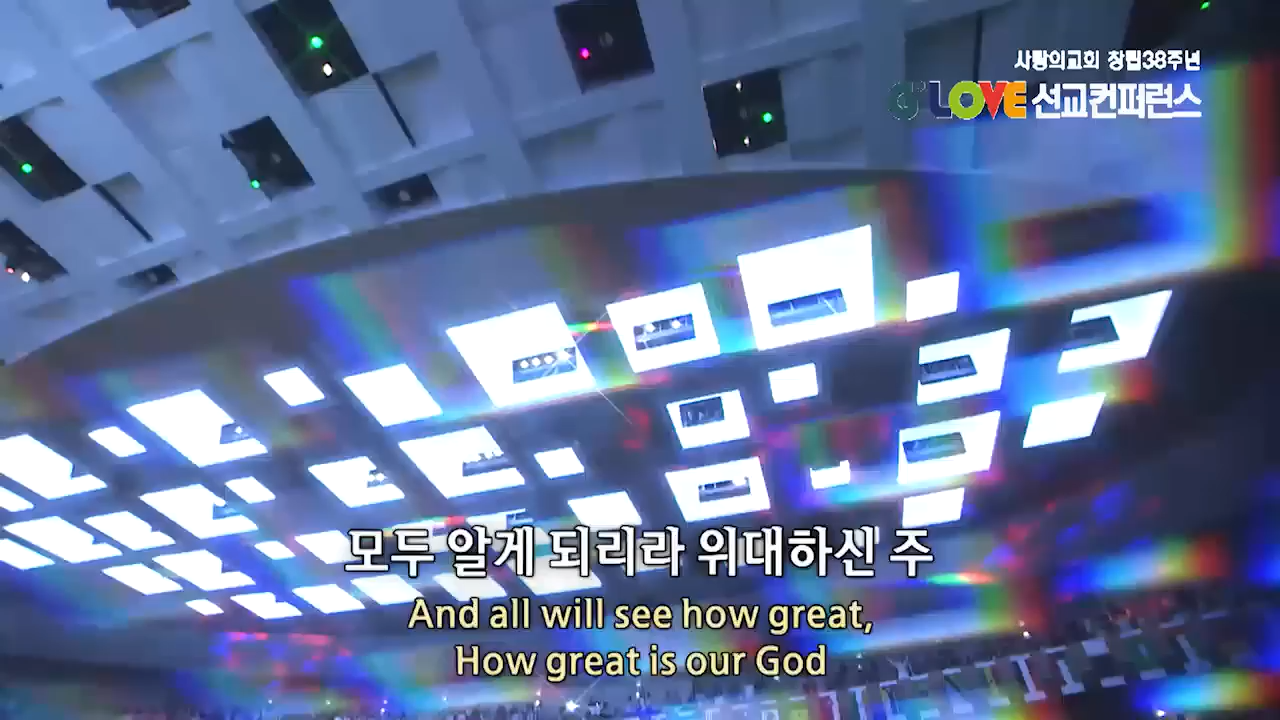 사랑의교회 창립38주년
G'LOVE 선교컨퍼런스
모두 알게 되리라 위대하신 주
And all will see how great,
How great is our God